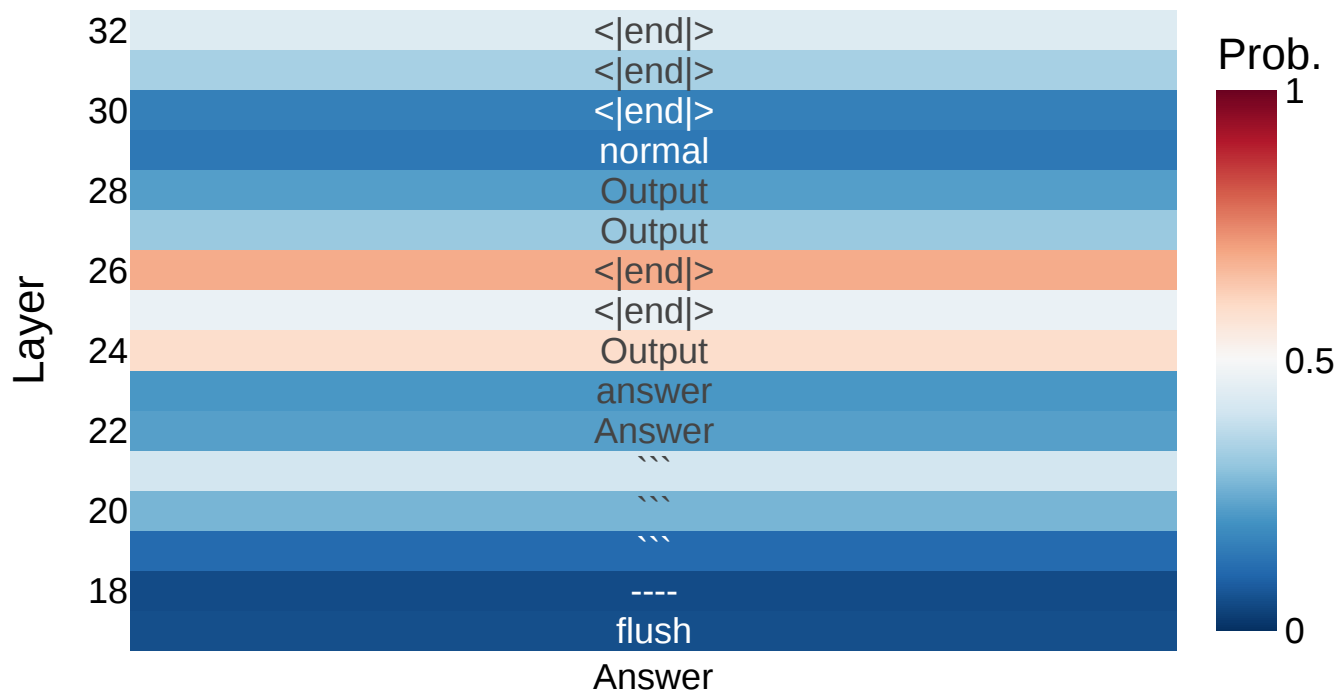 32 <|end|>
<|end|>
30 <|end|>
normal
28 Output
Output
26 <|end|>
<|end|>
24 Output
answer
22 Answer
```
20 ```
```
18 ----
flush
Answer
Layer
Prob.
1
0.5
0